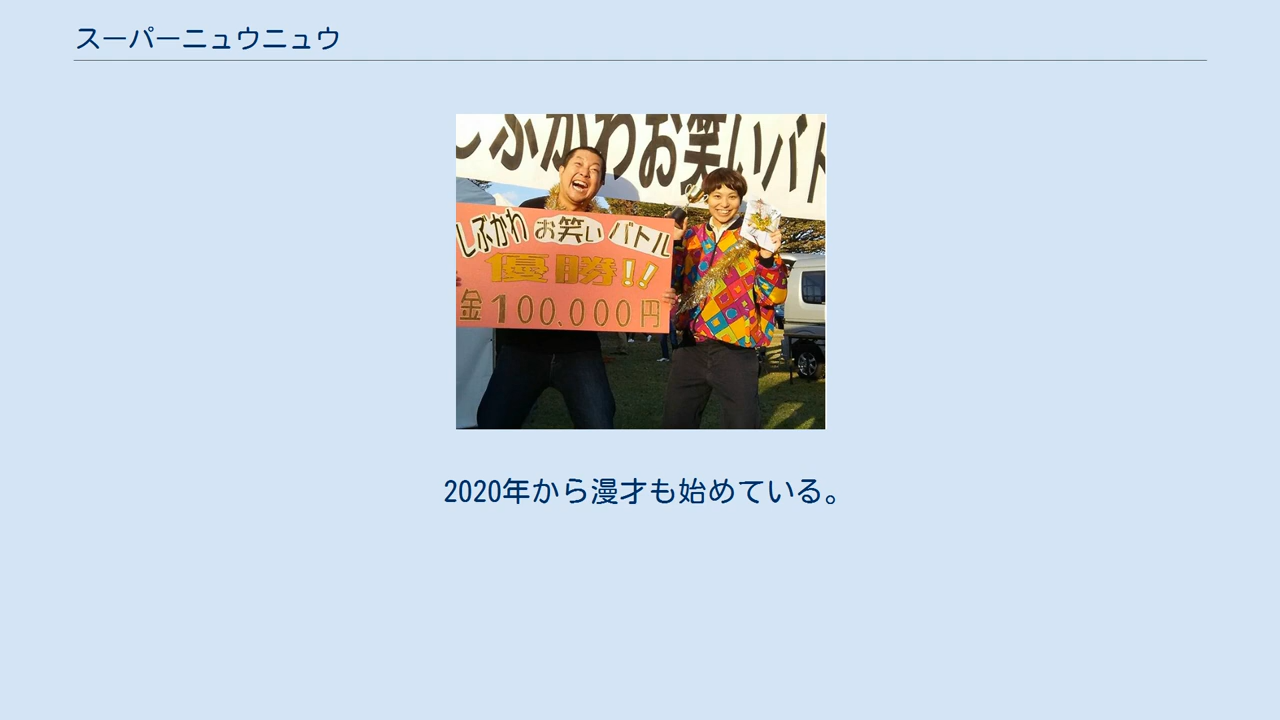 スーパーニュウニュウ
しぶかわお笑いバト
しぶかわ お笑い バトル
優勝!!
金100,000円
2020年から漫才も始めている。